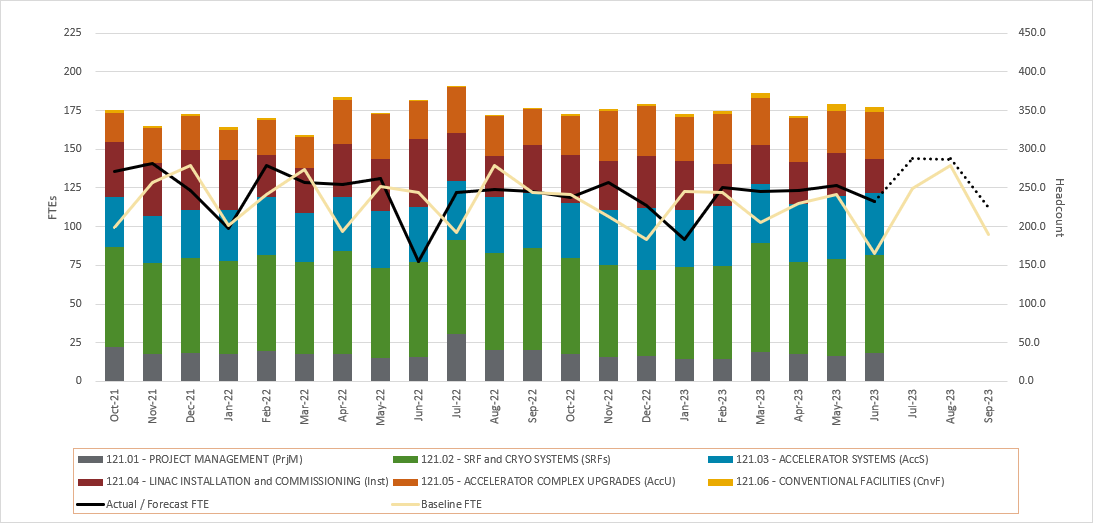 225 450.0
200 400.0
175 350.0
150 300.0
125 250.0
100 200.0
75 150.0
50 100.0
25 50.0
0 0.0
FTEs
Headcount
Oct-21 Nov-21 Dec-21 Jan-22 Feb-22 Mar-22 Apr-22 May-22 Jun-22 Jul-22 Aug-22 Sep-22 Oct-22 Nov-22 Dec-22 Jan-23 Feb-23 Mar-23 Apr-23 May-23 Jun-23 Jul-23 Aug-23 Sep-23
121.01 - PROJECT MANAGEMENT (PrjM) 121.02 - SRF and CRYO SYSTEMS (SRFs) 121.03 - ACCELERATOR SYSTEMS (AccS)
121.04 - LINAC INSTALLATION and COMMISSIONING (Inst) 121.05 - ACCELERATOR COMPLEX UPGRADES (AccU) 121.06 - CONVENTIONAL FACILITIES (CnvF)
Actual / Forecast FTE Baseline FTE